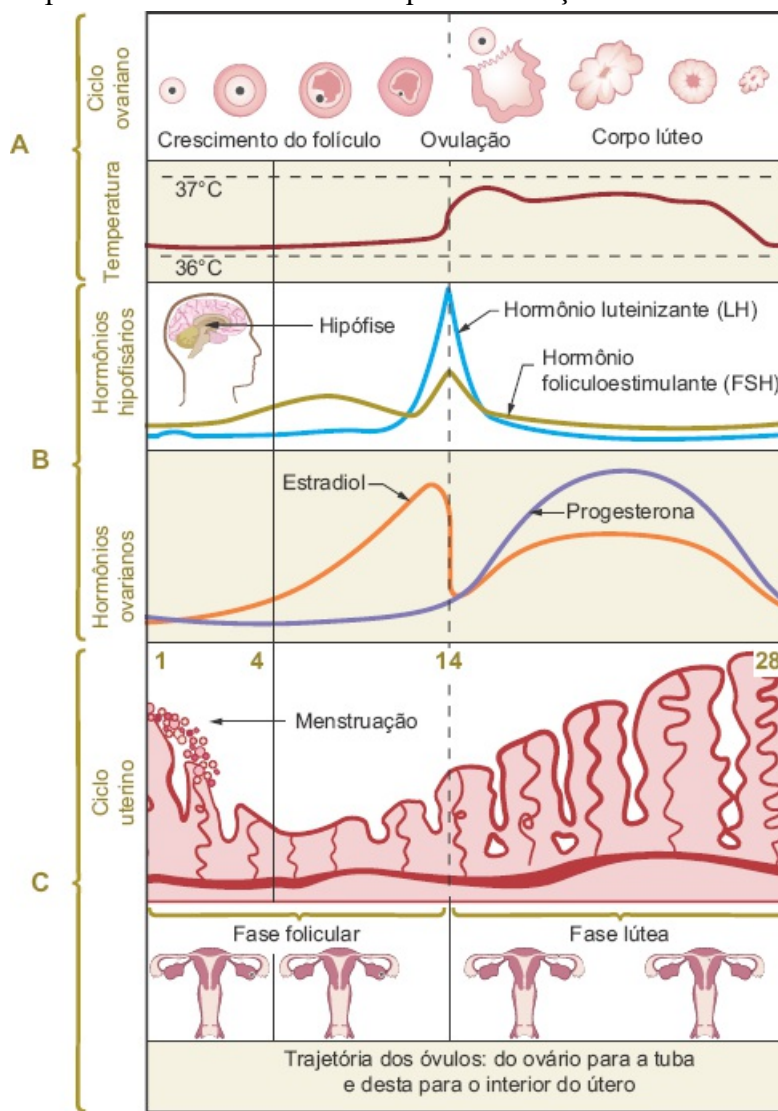 Ciclo
ovariano
Crescimento do folículo
Ovulação
Corpo lúteo
A
Temperatura
37°C
36°C
Hormônios
hipofisários
Hipófise
Hormônio luteinizante (LH)
Hormônio
foliculoestimulante (FSH)
B
Hormônios
ovarianos
Estradiol
Progesterona
1
4
14
28
Ciclo
uterino
Menstruação
C
Fase folicular
Fase lútea
Trajetória dos óvulos: do ovário para a tuba
e desta para o interior do útero